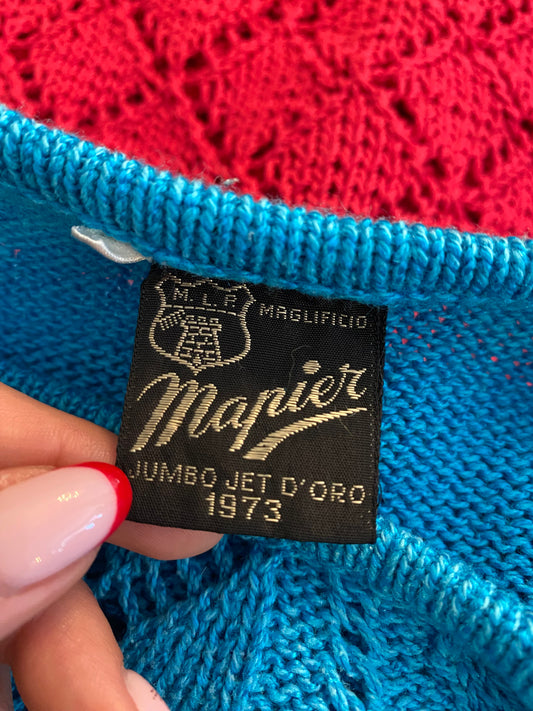 M.L.P. MAGLIFICIO
Mapier
JUMBO JET D'ORO
1973